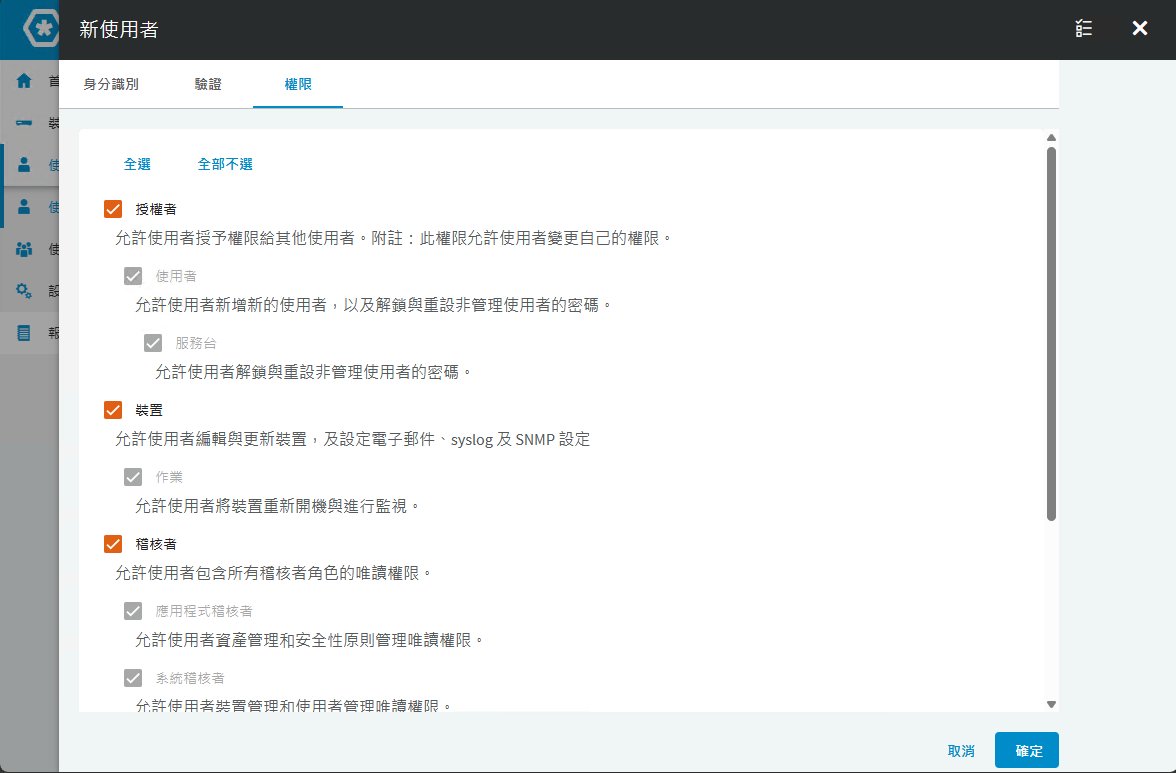 新使用者
首
裝
使
使
使
設
報
身分識別
驗證
權限
全選
全部不選
授權者
允許使用者授予權限給其他使用者。附註：此權限允許使用者變更自己的權限。
使用者
允許使用者新增新的使用者，以及解鎖與重設非管理使用者的密碼。
服務台
允許使用者解鎖與重設非管理使用者的密碼。
裝置
允許使用者編輯與更新裝置，及設定電子郵件、syslog 及 SNMP 設定
作業
允許使用者將裝置重新開機與進行監視。
稽核者
允許使用者包含所有稽核者角色的唯讀權限。
應用程式稽核者
允許使用者資產管理和安全性原則管理唯讀權限。
系統稽核者
允許使用者裝置管理和使用者管理唯讀權限。
取消
確定